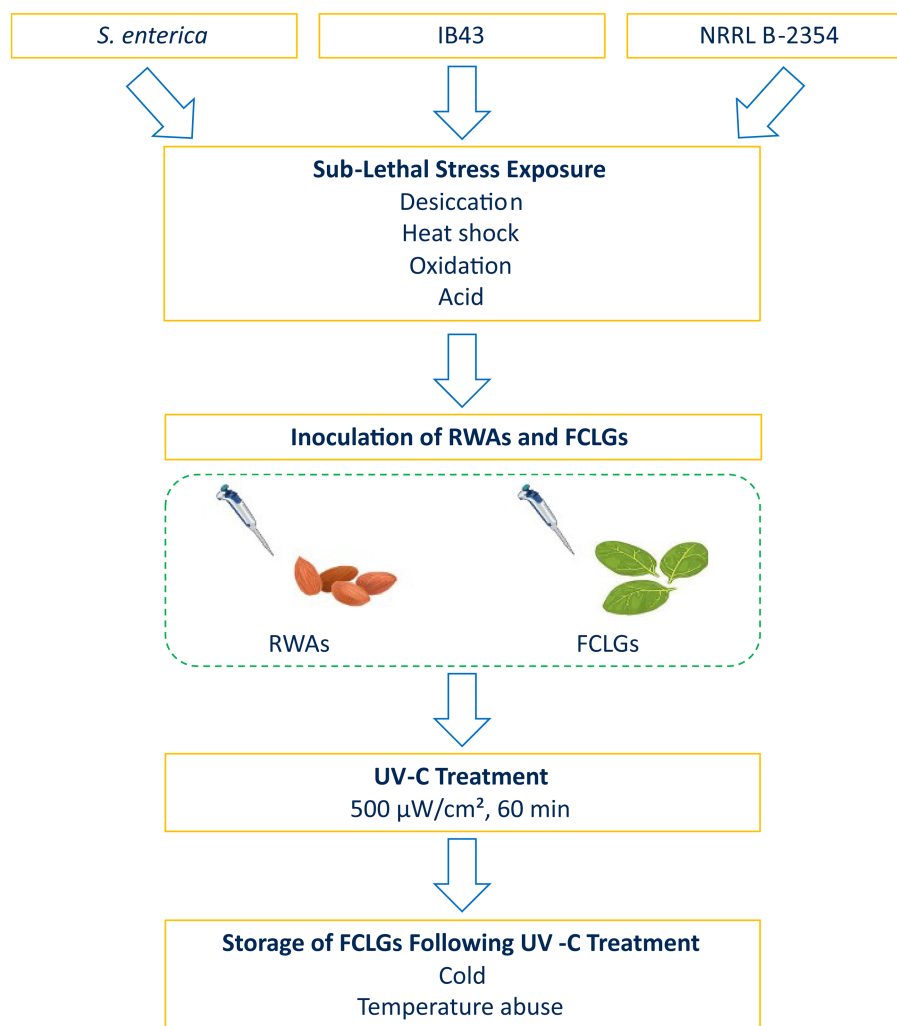 S. enterica
IB43
NRRL B-2354
Sub-Lethal Stress Exposure
Desiccation
Heat shock
Oxidation
Acid
Inoculation of RWAs and FCLGs
RWAs
FCLGs
UV-C Treatment
500 µW/cm², 60 min
Storage of FCLGs Following UV -C Treatment
Cold
Temperature abuse